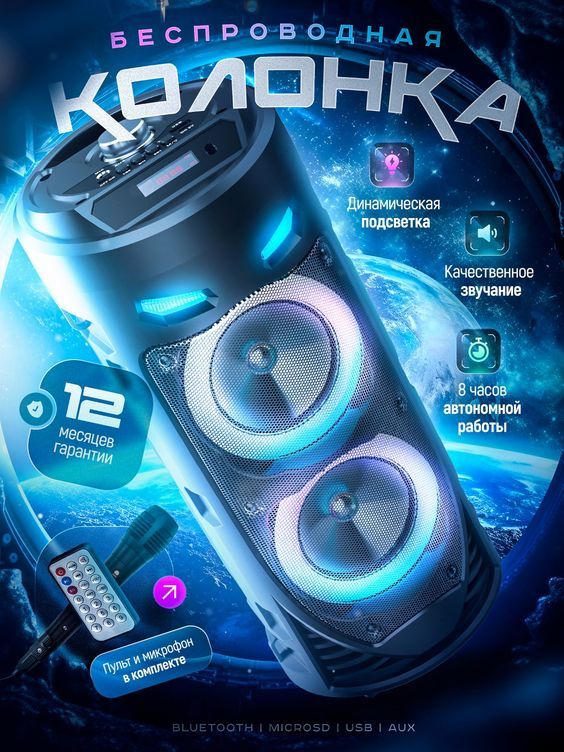 БЕСПРОВОДНАЯ
КОЛОНКА
Динамическая
подсветка
Качественное
звучание
8 часов
автономной
работы
12
месяцев
гарантии
Пульт и микрофон
в комплекте
BLUETOOTH | MICROSD | USB | AUX